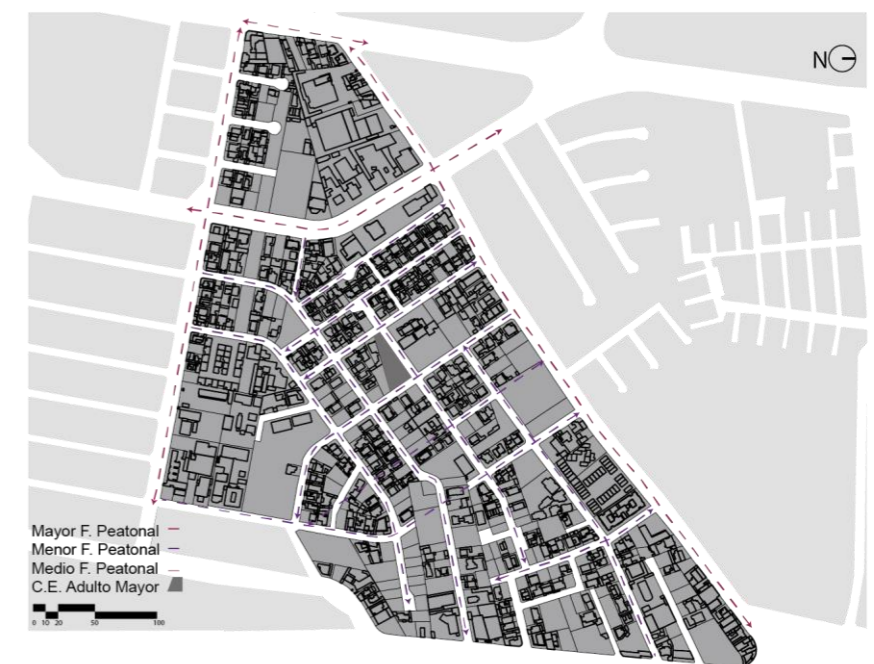 N
Mayor F. Peatonal
Menor F. Peatonal
Medio F. Peatonal
C.E. Adulto Mayor
0 10 20 50 100